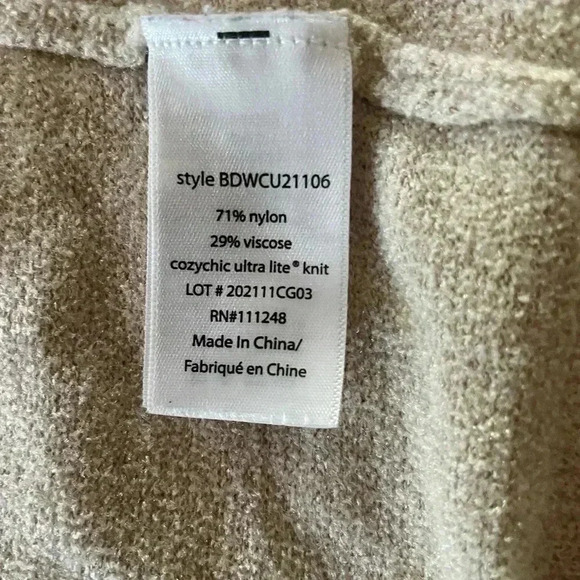 style BDWCU21106
71% nylon
29% viscose
cozychic ultra lite® knit
LOT # 202111CG03
RN#111248
Made In China/
Fabriqué en Chine